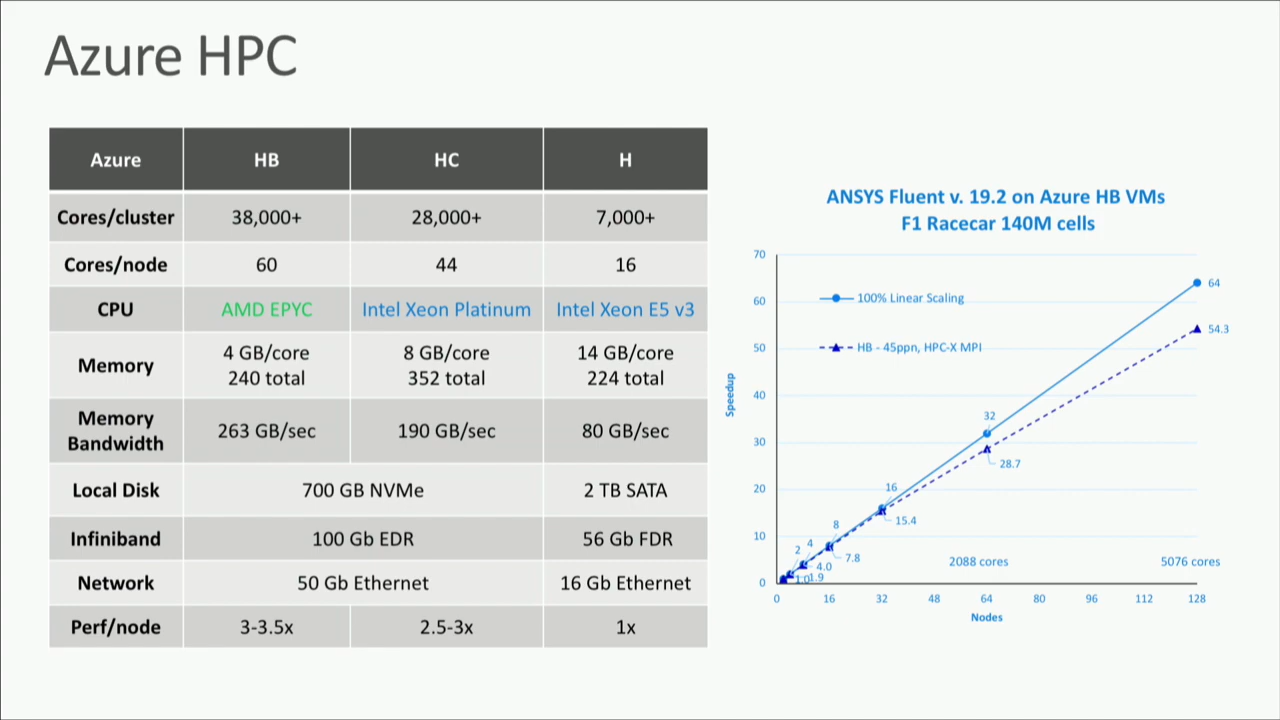 Azure HPC
Azure HB HC H
Cores/cluster 38,000+ 28,000+ 7,000+
Cores/node 60 44 16
CPU AMD EPYC Intel Xeon Platinum Intel Xeon E5 v3
Memory 4 GB/core 8 GB/core 14 GB/core
240 total 352 total 224 total
Memory
Bandwidth 263 GB/sec 190 GB/sec 80 GB/sec
Local Disk 700 GB NVMe 2 TB SATA
Infiniband 100 Gb EDR 56 Gb FDR
Network 50 Gb Ethernet 16 Gb Ethernet
Perf/node 3-3.5x 2.5-3x 1x
ANSYS Fluent v. 19.2 on Azure HB VMs
F1 Racecar 140M cells
70
60
50
40
30
20
10
0
Speedup
100% Linear Scaling
HB - 45ppn, HPC-X MPI
64
54.3
32
28.7
16
15.4
8
7.8
4
4.0
2
1.9
1.0
2088 cores 5076 cores
0 16 32 48 64 80 96 112 128
Nodes